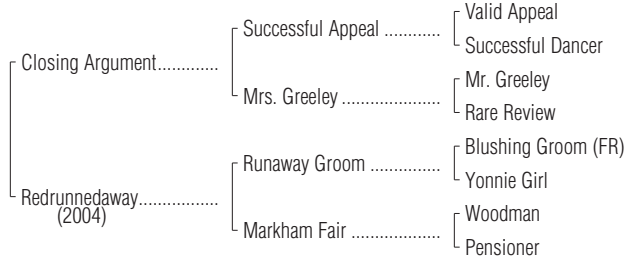 Valid Appeal
Successful Appeal ............
Successful Dancer
Closing Argument.............
Mr. Greeley
Mrs. Greeley .....................
Rare Review
Blushing Groom (FR)
Runaway Groom ...............
Yonnie Girl
Redrunnedaway.................
(2004)
Woodman
Markham Fair ...................
Pensioner